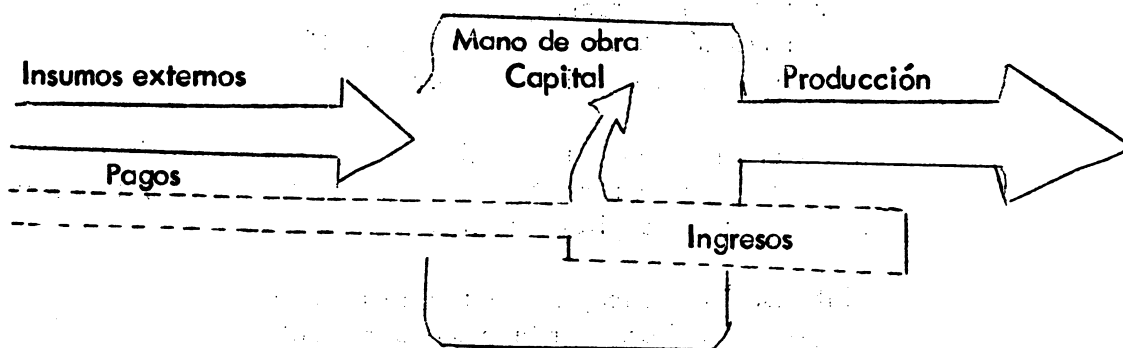 Mano de obra
Capital
Insumos externos
Producción
Pagos
Ingresos